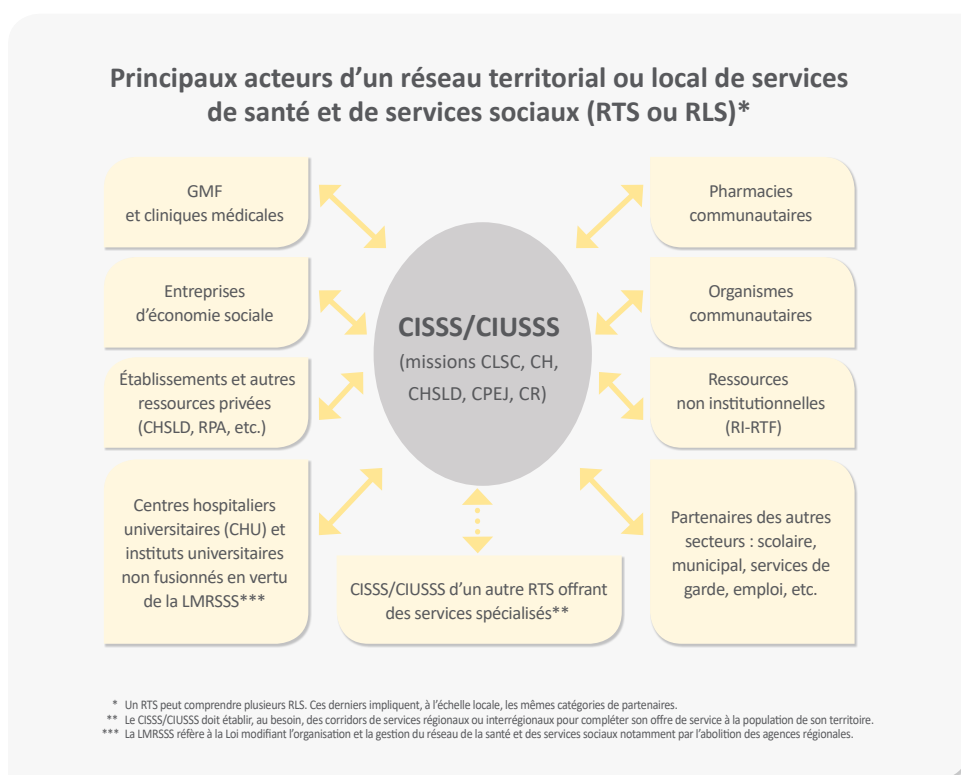 Principaux acteurs d’un réseau territorial ou local de services
de santé et de services sociaux (RTS ou RLS)*
GMF
et cliniques médicales
Entreprises
d’économie sociale
Établissements et autres
ressources privées
(CHSLD, RPA, etc.)
Centres hospitaliers
universitaires (CHU) et
instituts universitaires
non fusionnés en vertu
de la LMRSSS***
CISSS/CIUSSS
(missions CLSC, CH,
CHSLD, CPEJ, CR)
CISSS/CIUSSS d’un autre RTS offrant
des services spécialisés**
Pharmacies
communautaires
Organismes
communautaires
Ressources
non institutionnelles
(RI-RTF)
Partenaires des autres
secteurs : scolaire,
municipal, services de
garde, emploi, etc.
* Un RTS peut comprendre plusieurs RLS. Ces derniers impliquent, à l’échelle locale, les mêmes catégories de partenaires.
** Le CISSS/CIUSSS doit établir, au besoin, des corridors de services régionaux ou interrégionaux pour compléter son offre de service à la population de son territoire.
*** La LMRSSS réfère à la Loi modifiant l’organisation et la gestion du réseau de la santé et des services sociaux notamment par l’abolition des agences régionales.